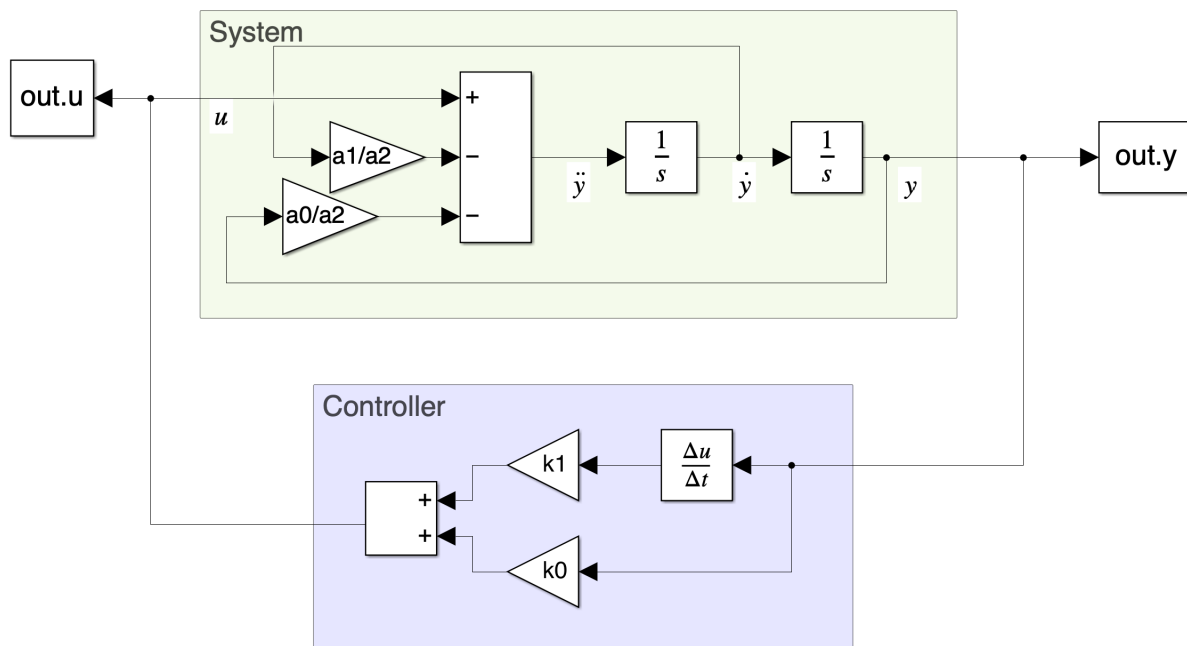 System
out.u
u
+
a1/a2
−
a0/a2
−
ÿ
1
s
ẏ
1
s
y
out.y
Controller
k1
Δu
Δt
+
+
k0